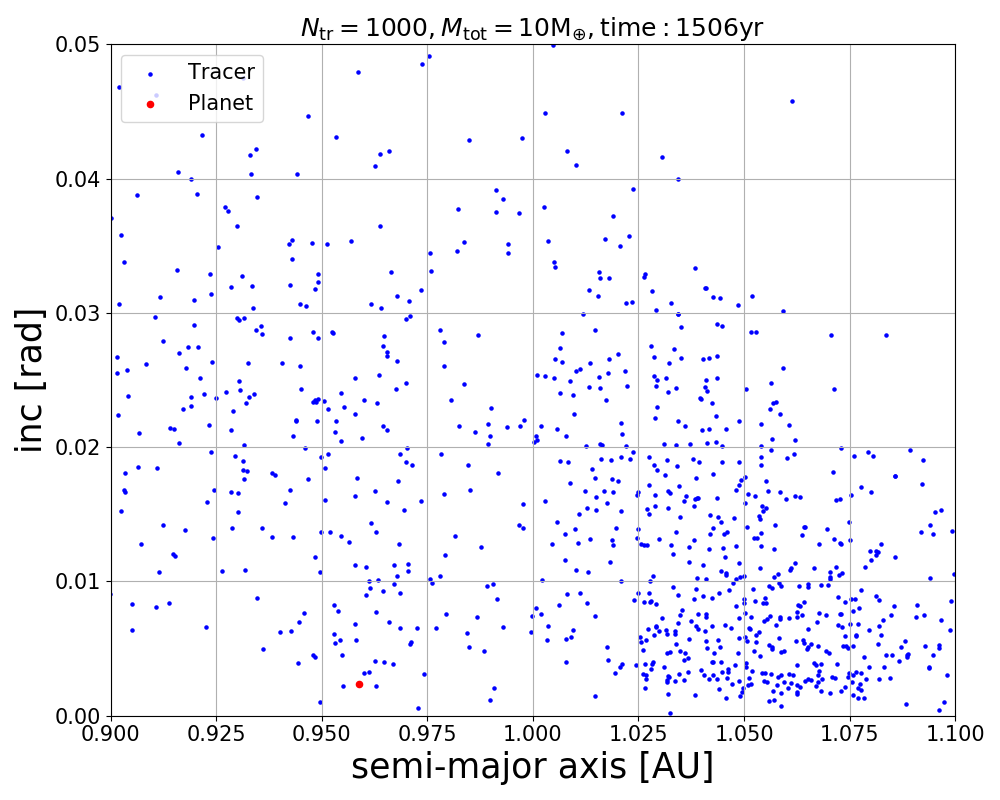 N_tr = 1000, M_tot = 10M_⊕, time : 1506yr
Tracer
Planet
inc [rad]
0.05
0.04
0.03
0.02
0.01
0.00
0.900 0.925 0.950 0.975 1.000 1.025 1.050 1.075 1.100
semi-major axis [AU]